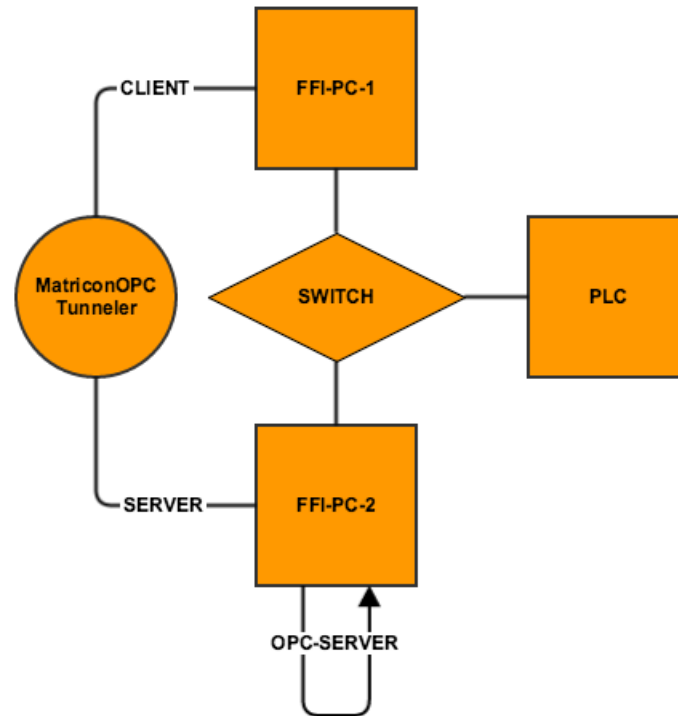 CLIENT
FFI-PC-1
MatriconOPC
Tunneler
SWITCH
PLC
SERVER
FFI-PC-2
OPC-SERVER